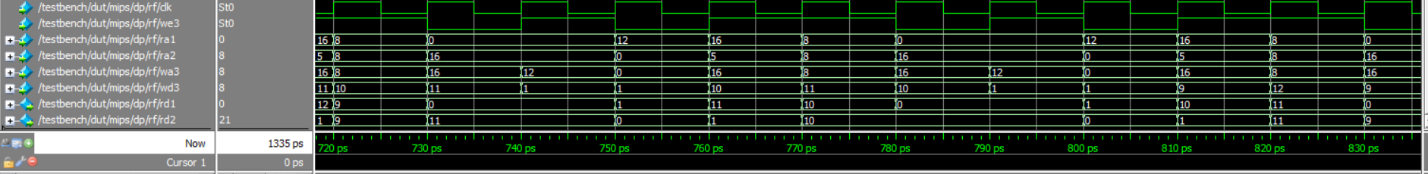 /testbench/dut/mips/dp/rf/clk St0
/testbench/dut/mips/dp/rf/we3 St0
/testbench/dut/mips/dp/rf/ra1 0 16 8 0 12 16 8 0 12 16 8 0
/testbench/dut/mips/dp/rf/ra2 8 5 8 16 0 5 8 16 0 5 8 16
/testbench/dut/mips/dp/rf/wa3 8 16 8 16 12 0 16 8 16 12 0 16 8 16
/testbench/dut/mips/dp/rf/wd3 8 11 10 11 1 1 10 11 10 1 1 9 12 9
/testbench/dut/mips/dp/rf/rd1 0 12 9 0 1 11 10 0 1 10 11 0
/testbench/dut/mips/dp/rf/rd2 21 1 9 11 0 1 10 0 1 11 9
Now 1335 ps 720 ps 730 ps 740 ps 750 ps 760 ps 770 ps 780 ps 790 ps 800 ps 810 ps 820 ps 830 ps
Cursor 1 0 ps